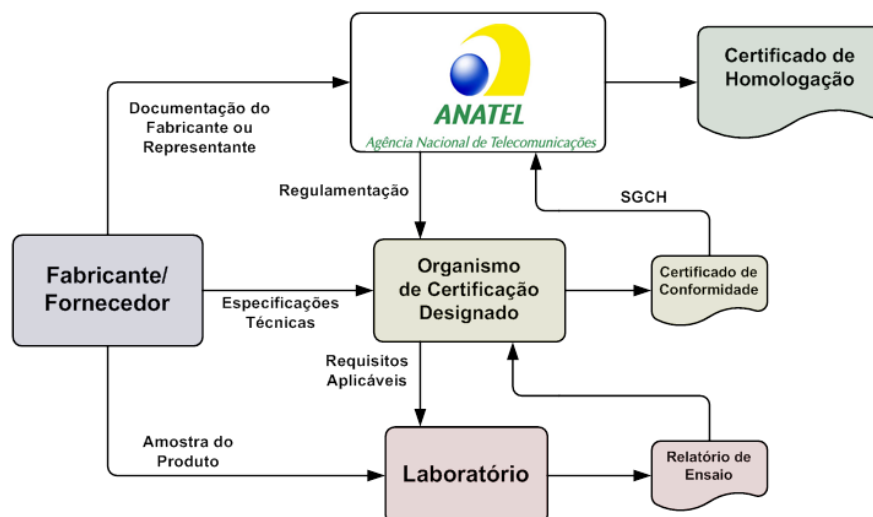 Certificado de
Homologação
Documentação do
Fabricante ou
Representante
ANATEL
Agência Nacional de Telecomunicações
Regulamentação
SGCH
Fabricante/
Fornecedor
Especificações
Técnicas
Organismo
de Certificação
Designado
Certificado de
Conformidade
Requisitos
Aplicáveis
Amostra do
Produto
Laboratório
Relatório de
Ensaio